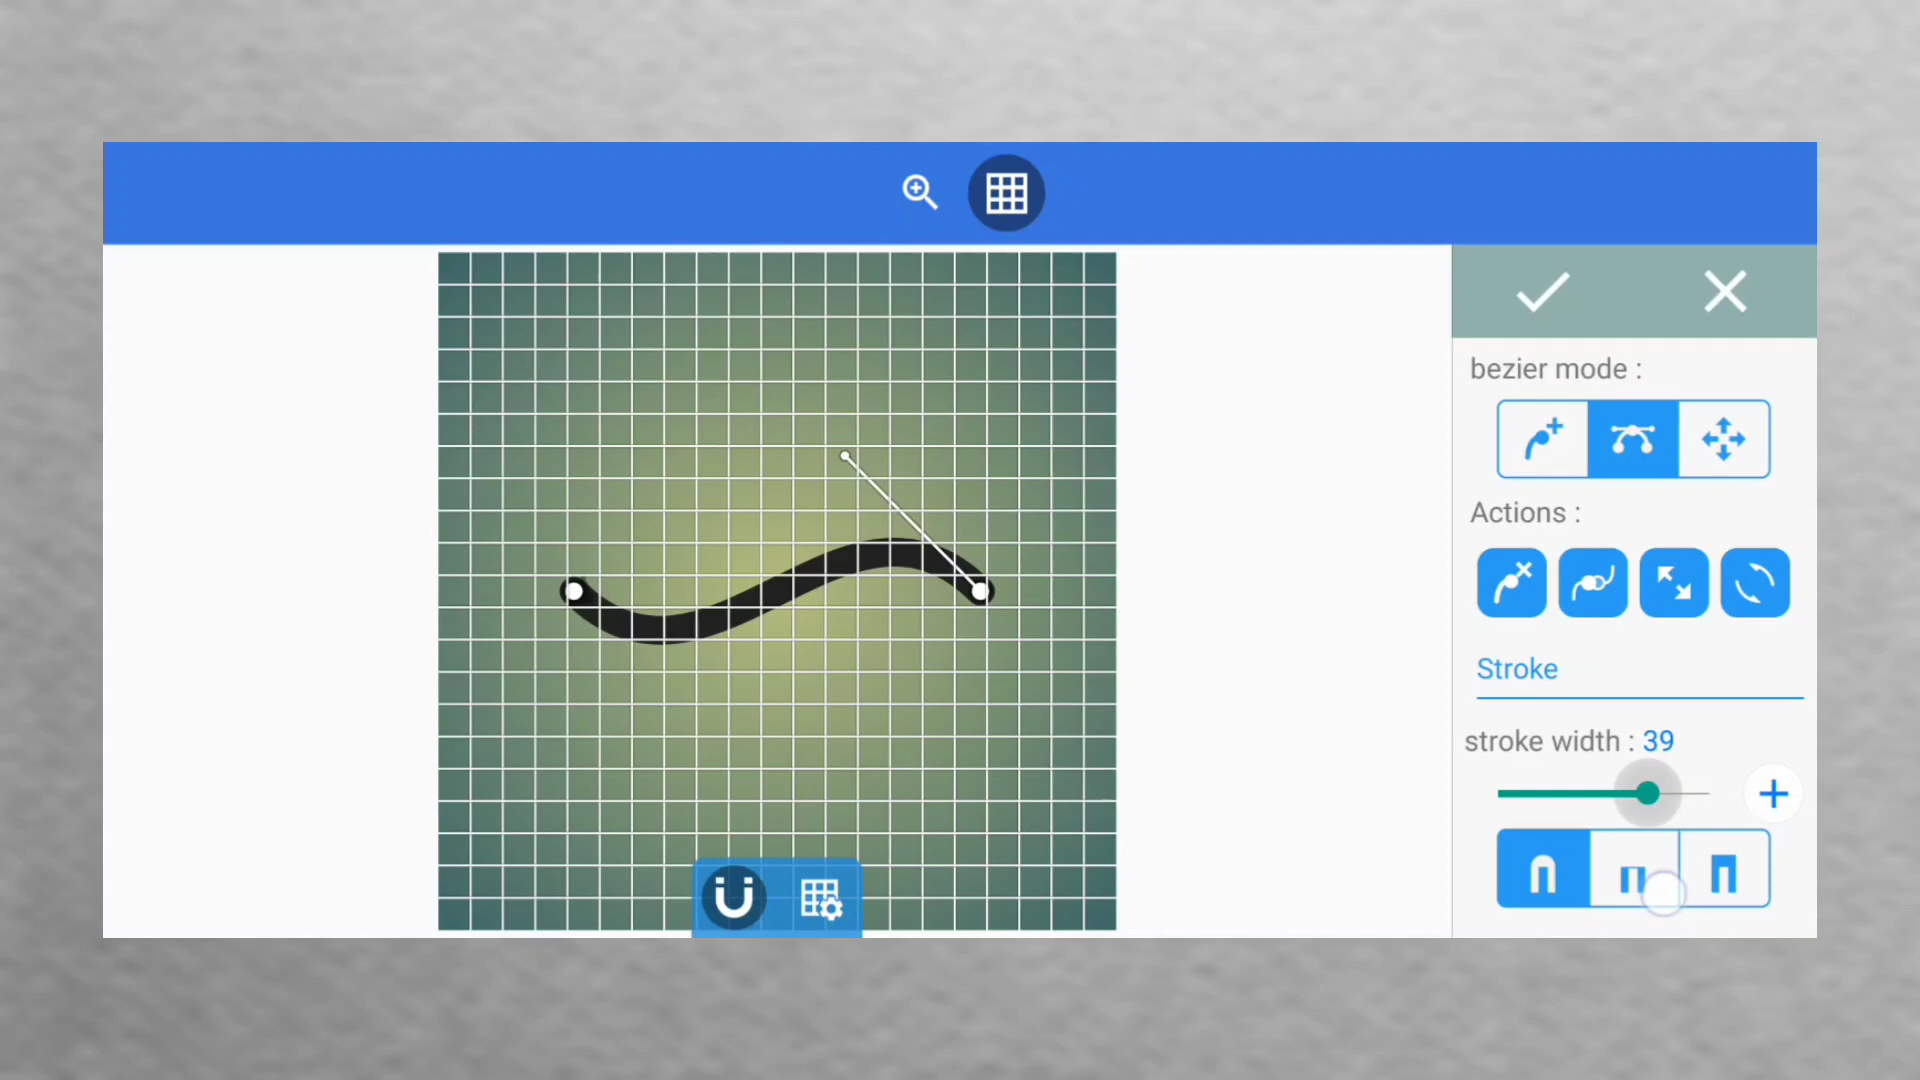 bezier mode :
Actions :
Stroke
stroke width : 39